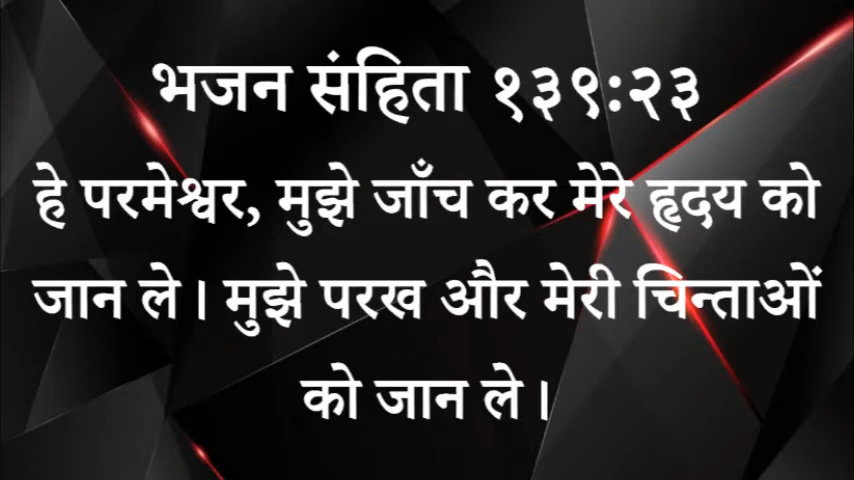 भजन संहिता १३९:२३
हे परमेश्वर, मुझे जाँच कर मेरे हृदय को
जान ले। मुझे परख और मेरी चिन्ताओं
को जान ले।